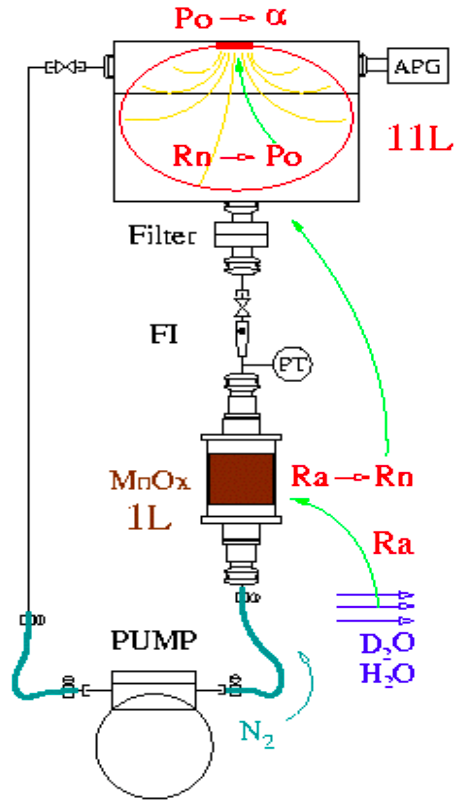 Po → α
APG
11L
Rn → Po
Filter
FI
PT
MnOx
1L
Ra → Rn
Ra
D₂O
H₂O
PUMP
N₂